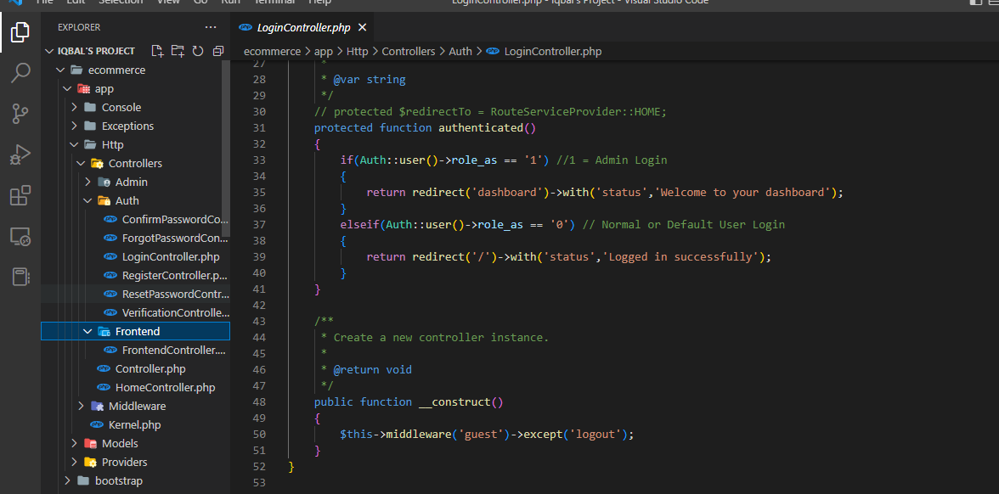 File Edit Selection View Go Run Terminal Help LoginController.php - Iqbal's Project - Visual Studio Code
EXPLORER ...
IQBAL'S PROJECT
ecommerce
app
Console
Exceptions
Http
Controllers
Admin
Auth
ConfirmPasswordCo...
ForgotPasswordCon...
LoginController.php
RegisterController.p...
ResetPasswordContr...
VerificationControlle...
Frontend
FrontendController....
Controller.php
HomeController.php
Middleware
Kernel.php
Models
Providers
bootstrap
php LoginController.php ×
ecommerce > app > Http > Controllers > Auth > php LoginController.php
27 *
28 * @var string
29 */
30 // protected $redirectTo = RouteServiceProvider::HOME;
31 protected function authenticated()
32 {
33 if(Auth::user()->role_as == '1') //1 = Admin Login
34 {
35 return redirect('dashboard')->with('status','Welcome to your dashboard');
36 }
37 elseif(Auth::user()->role_as == '0') // Normal or Default User Login
38 {
39 return redirect('/')->with('status','Logged in successfully');
40 }
41 }
42
43 /**
44 * Create a new controller instance.
45 *
46 * @return void
47 */
48 public function __construct()
49 {
50 $this->middleware('guest')->except('logout');
51 }
52 }
53